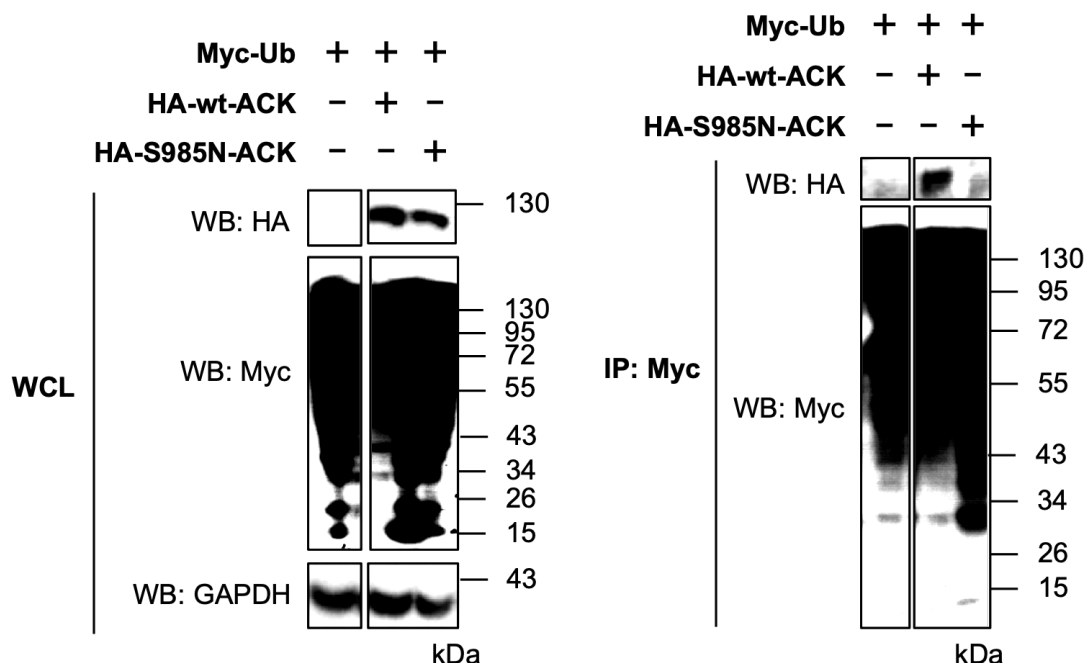 Myc-Ub + + +
HA-wt-ACK – + –
HA-S985N-ACK – – +
WCL
WB: HA
130
WB: Myc
130
95
72
55
43
34
26
15
WB: GAPDH
43
kDa
Myc-Ub + + +
HA-wt-ACK – + –
HA-S985N-ACK – – +
IP: Myc
WB: HA
WB: Myc
130
95
72
55
43
34
26
15
kDa